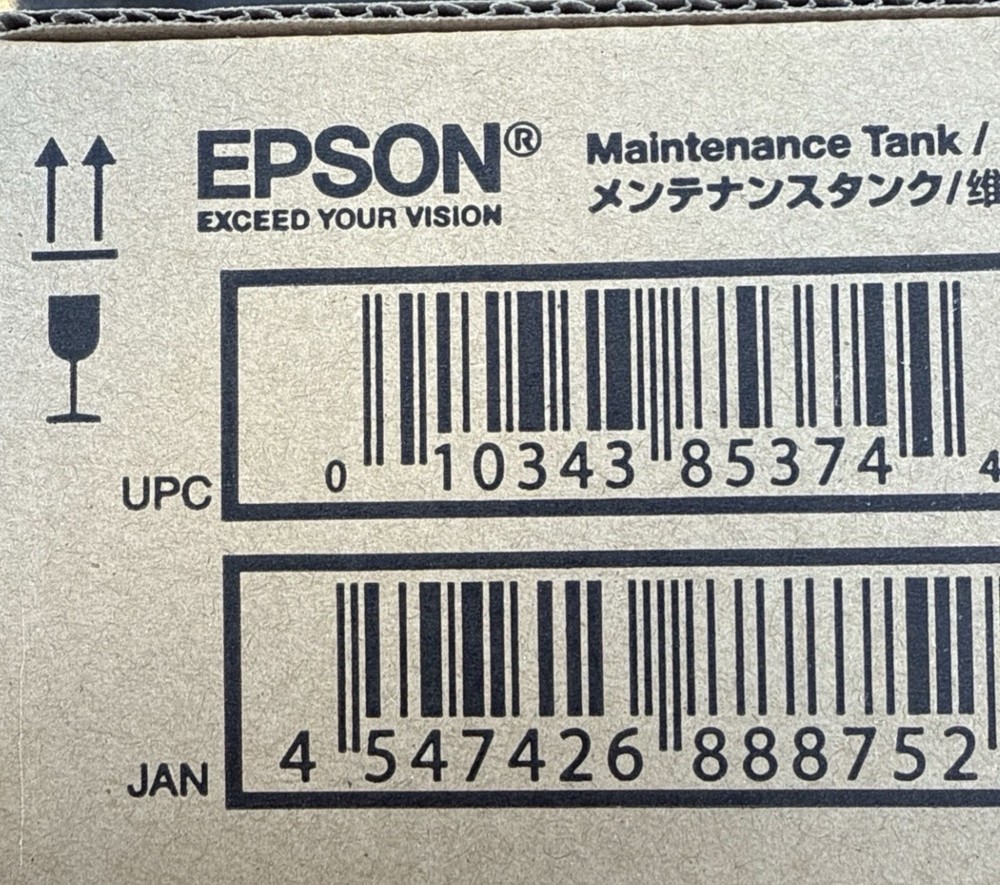 EPSON®
EXCEED YOUR VISION
Maintenance Tank /
メンテナンスタンク/維
UPC
0 10343 85374 4
JAN
4 547426 888752